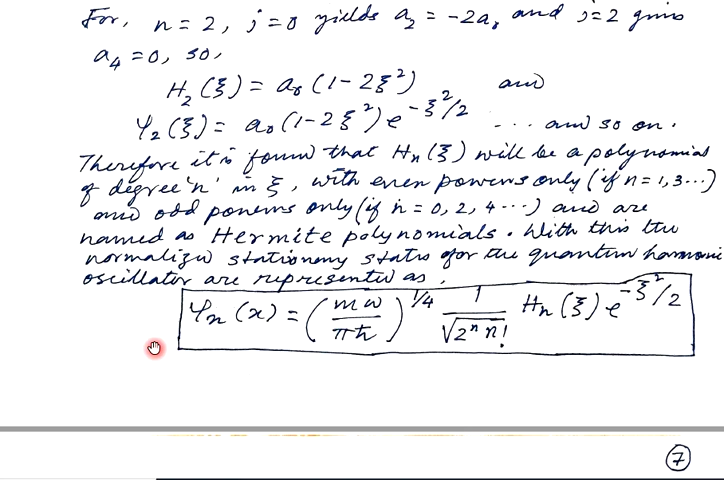 For, n = 2, j = 0 yields a₂ = -2a₀ and j = 2 gives
a₄ = 0, so,
H₂(ξ) = a₀(1 - 2ξ²) and
Ψ₂(ξ) = a₀(1 - 2ξ²)e^{-ξ²/2} ... and so on.
Therefore it is found that Hₙ(ξ) will be a polynomial
of degree 'n' in ξ, with even powers only (if n = 1, 3...)
and odd powers only (if n = 0, 2, 4 ...) and are
named as Hermite polynomials. With this the
normalized stationary states for the quantum harmonic
oscillator are represented as,
Ψₙ(x) = (mω/πħ)^{1/4} 1/√(2ⁿ n!) Hₙ(ξ) e^{-ξ²/2}
7